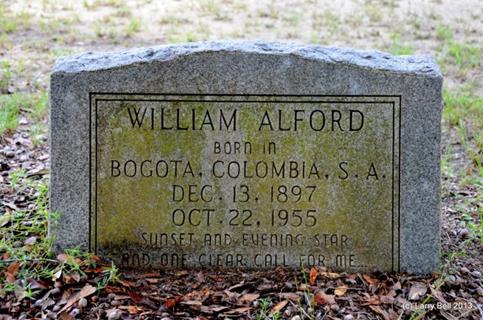 WILLIAM ALFORD
BORN IN
BOGOTA, COLOMBIA, S.A.
DEC. 13, 1897
OCT. 22, 1955
SUNSET AND EVENING STAR
AND ONE CLEAR CALL FOR ME...
(c) Larry.Bell 2013